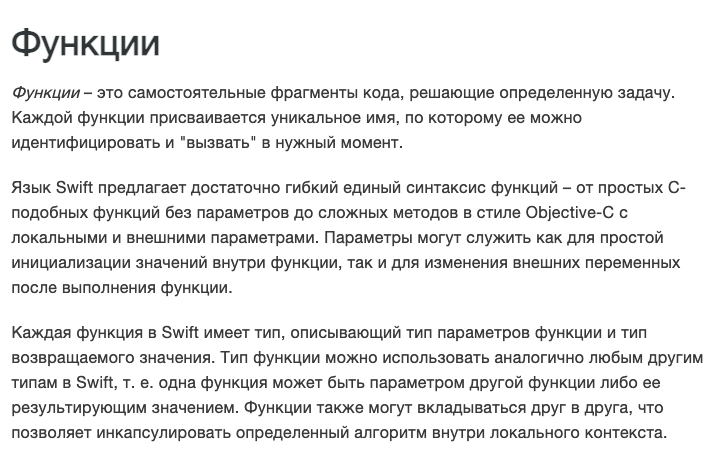 Функции
Функции – это самостоятельные фрагменты кода, решающие определенную задачу.
Каждой функции присваивается уникальное имя, по которому ее можно
идентифицировать и "вызвать" в нужный момент.
Язык Swift предлагает достаточно гибкий единый синтаксис функций – от простых С-
подобных функций без параметров до сложных методов в стиле Objective-C с
локальными и внешними параметрами. Параметры могут служить как для простой
инициализации значений внутри функции, так и для изменения внешних переменных
после выполнения функции.
Каждая функция в Swift имеет тип, описывающий тип параметров функции и тип
возвращаемого значения. Тип функции можно использовать аналогично любым другим
типам в Swift, т. е. одна функция может быть параметром другой функции либо ее
результирующим значением. Функции также могут вкладываться друг в друга, что
позволяет инкапсулировать определенный алгоритм внутри локального контекста.